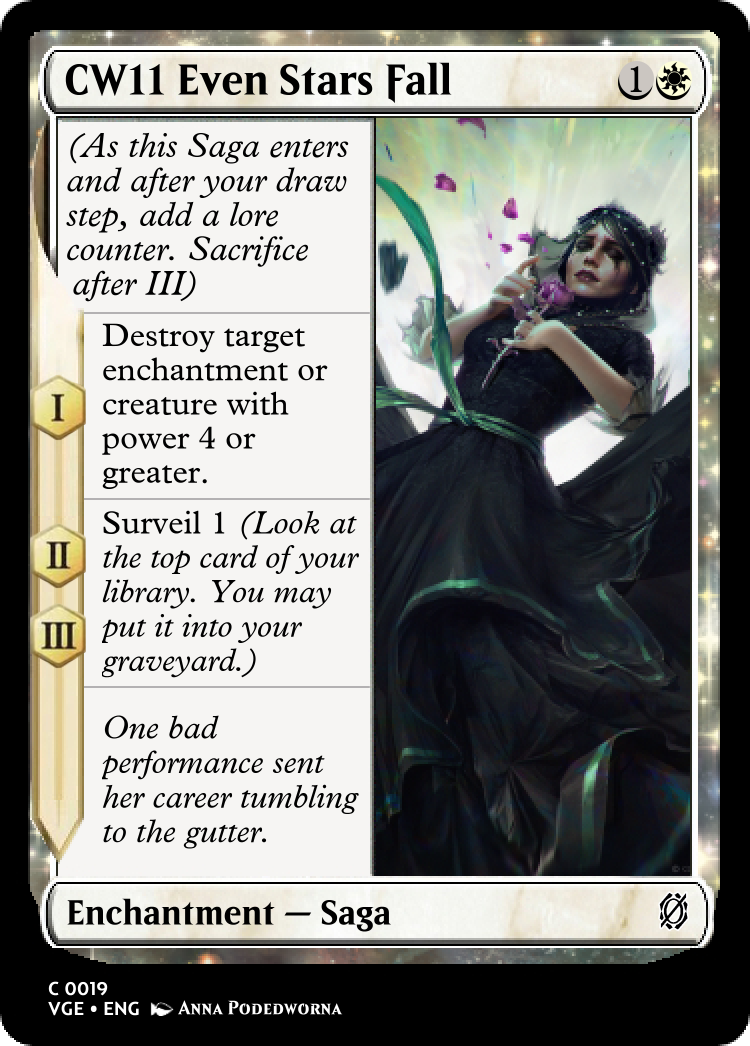 CW11 Even Stars Fall 1
(As this Saga enters
and after your draw
step, add a lore
counter. Sacrifice
after III)
I
Destroy target
enchantment or
creature with
power 4 or
greater.
II
III
Surveil 1 (Look at
the top card of your
library. You may
put it into your
graveyard.)
One bad
performance sent
her career tumbling
to the gutter.
Enchantment — Saga
C 0019
VGE • ENG Anna Podedworna